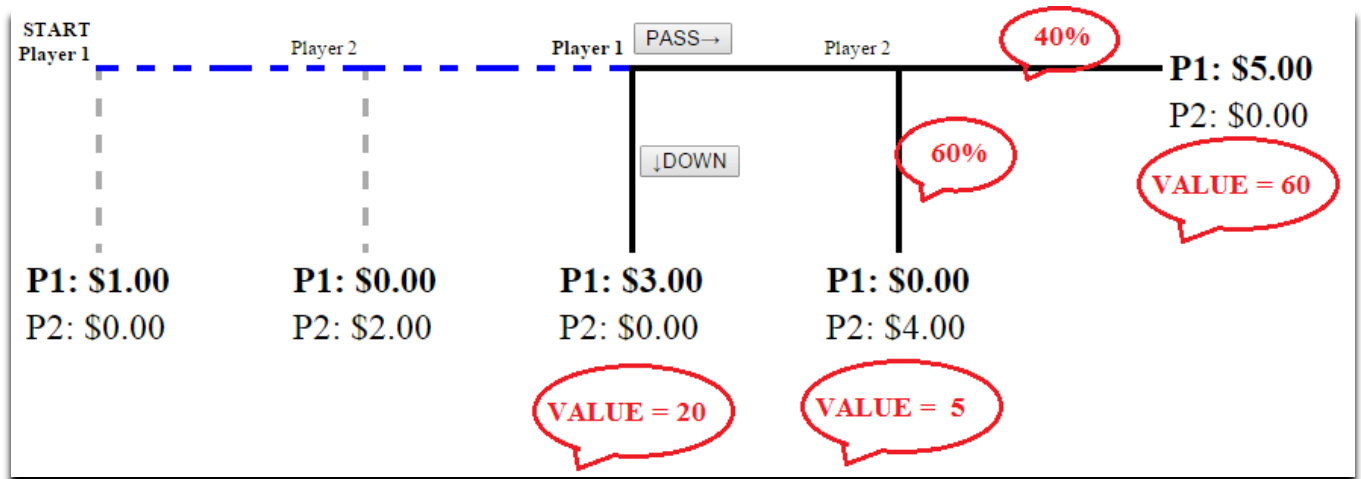 START
Player 1
Player 2
Player 1
PASS→
Player 2
40%
P1: $5.00
P2: $0.00
VALUE = 60
↓DOWN
60%
P1: $1.00
P2: $0.00
P1: $0.00
P2: $2.00
P1: $3.00
P2: $0.00
P1: $0.00
P2: $4.00
VALUE = 20
VALUE = 5